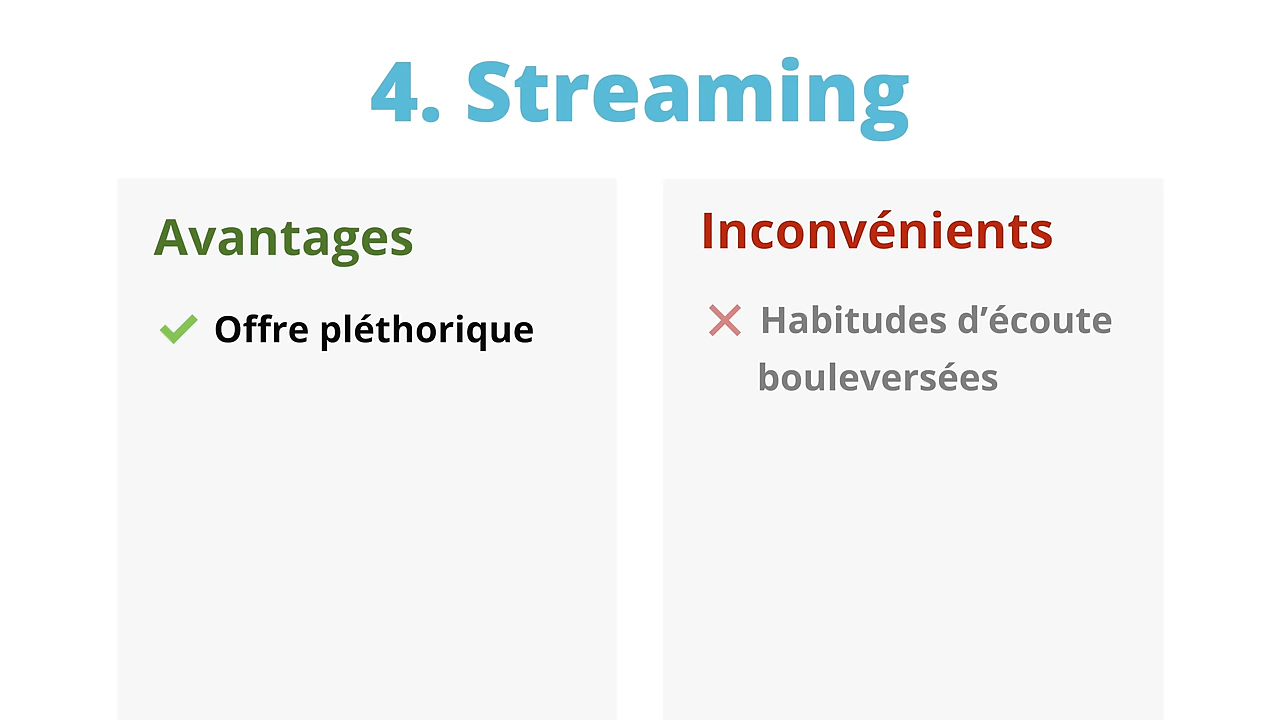 4. Streaming
Avantages
Offre pléthorique
Inconvénients
Habitudes d’écoute
bouleversées